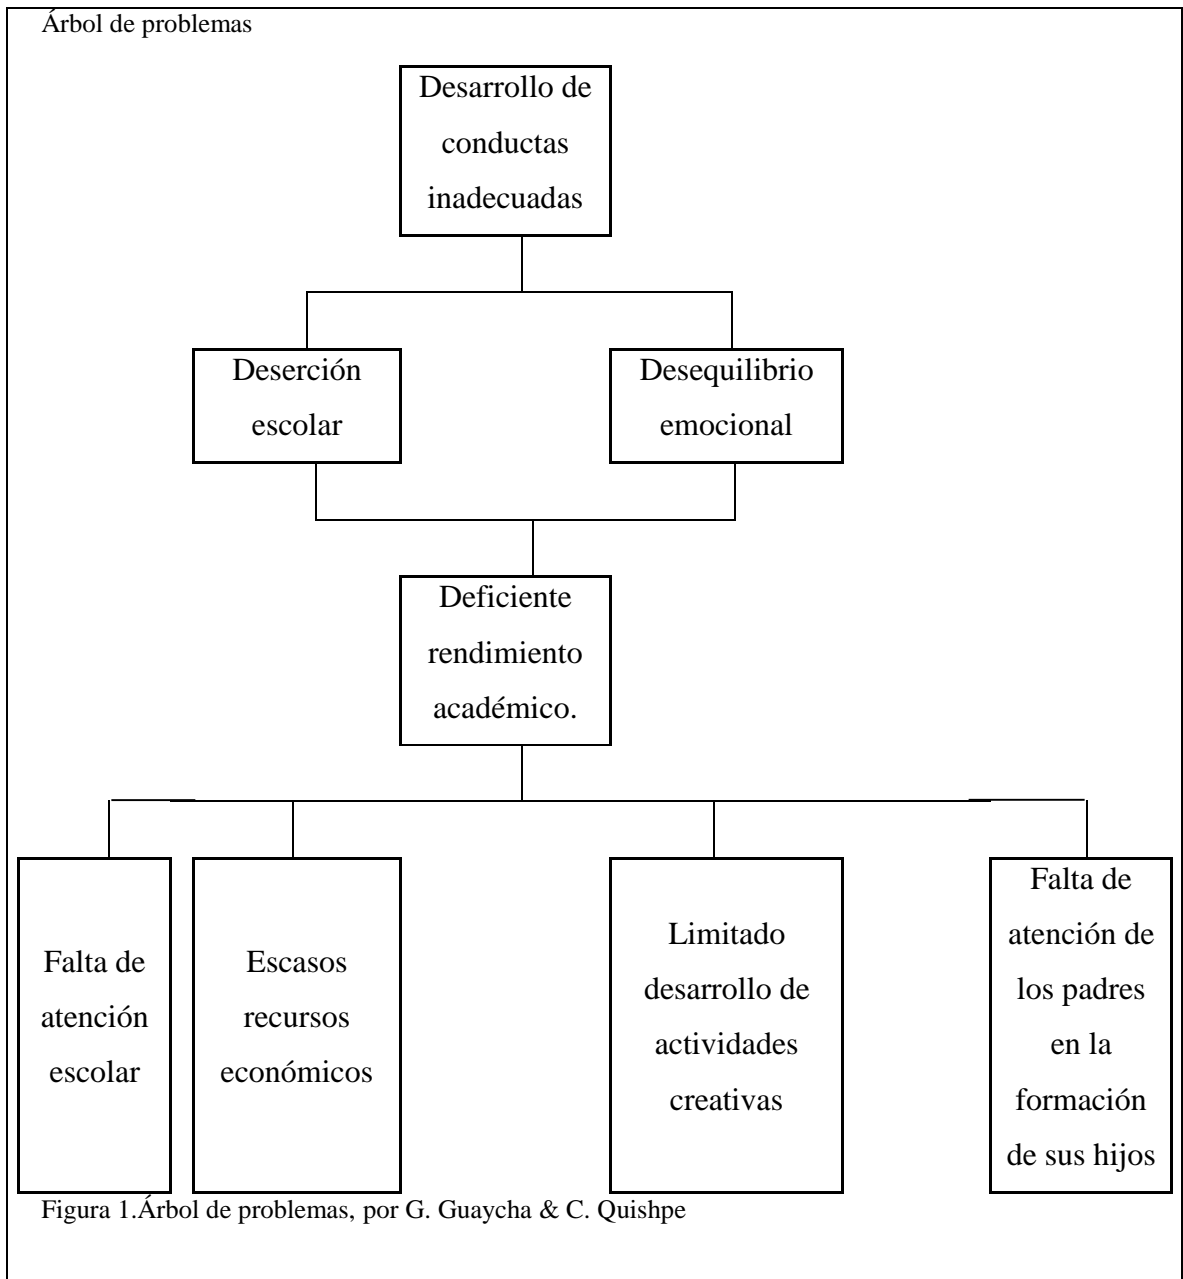 Árbol de problemas
Desarrollo de
conductas
inadecuadas
Deserción
escolar
Desequilibrio
emocional
Deficiente
rendimiento
académico.
Falta de
atención
escolar
Escasos
recursos
económicos
Limitado
desarrollo de
actividades
creativas
Falta de
atención de
los padres
en la
formación
de sus hijos
Figura 1.Árbol de problemas, por G. Guaycha & C. Quishpe